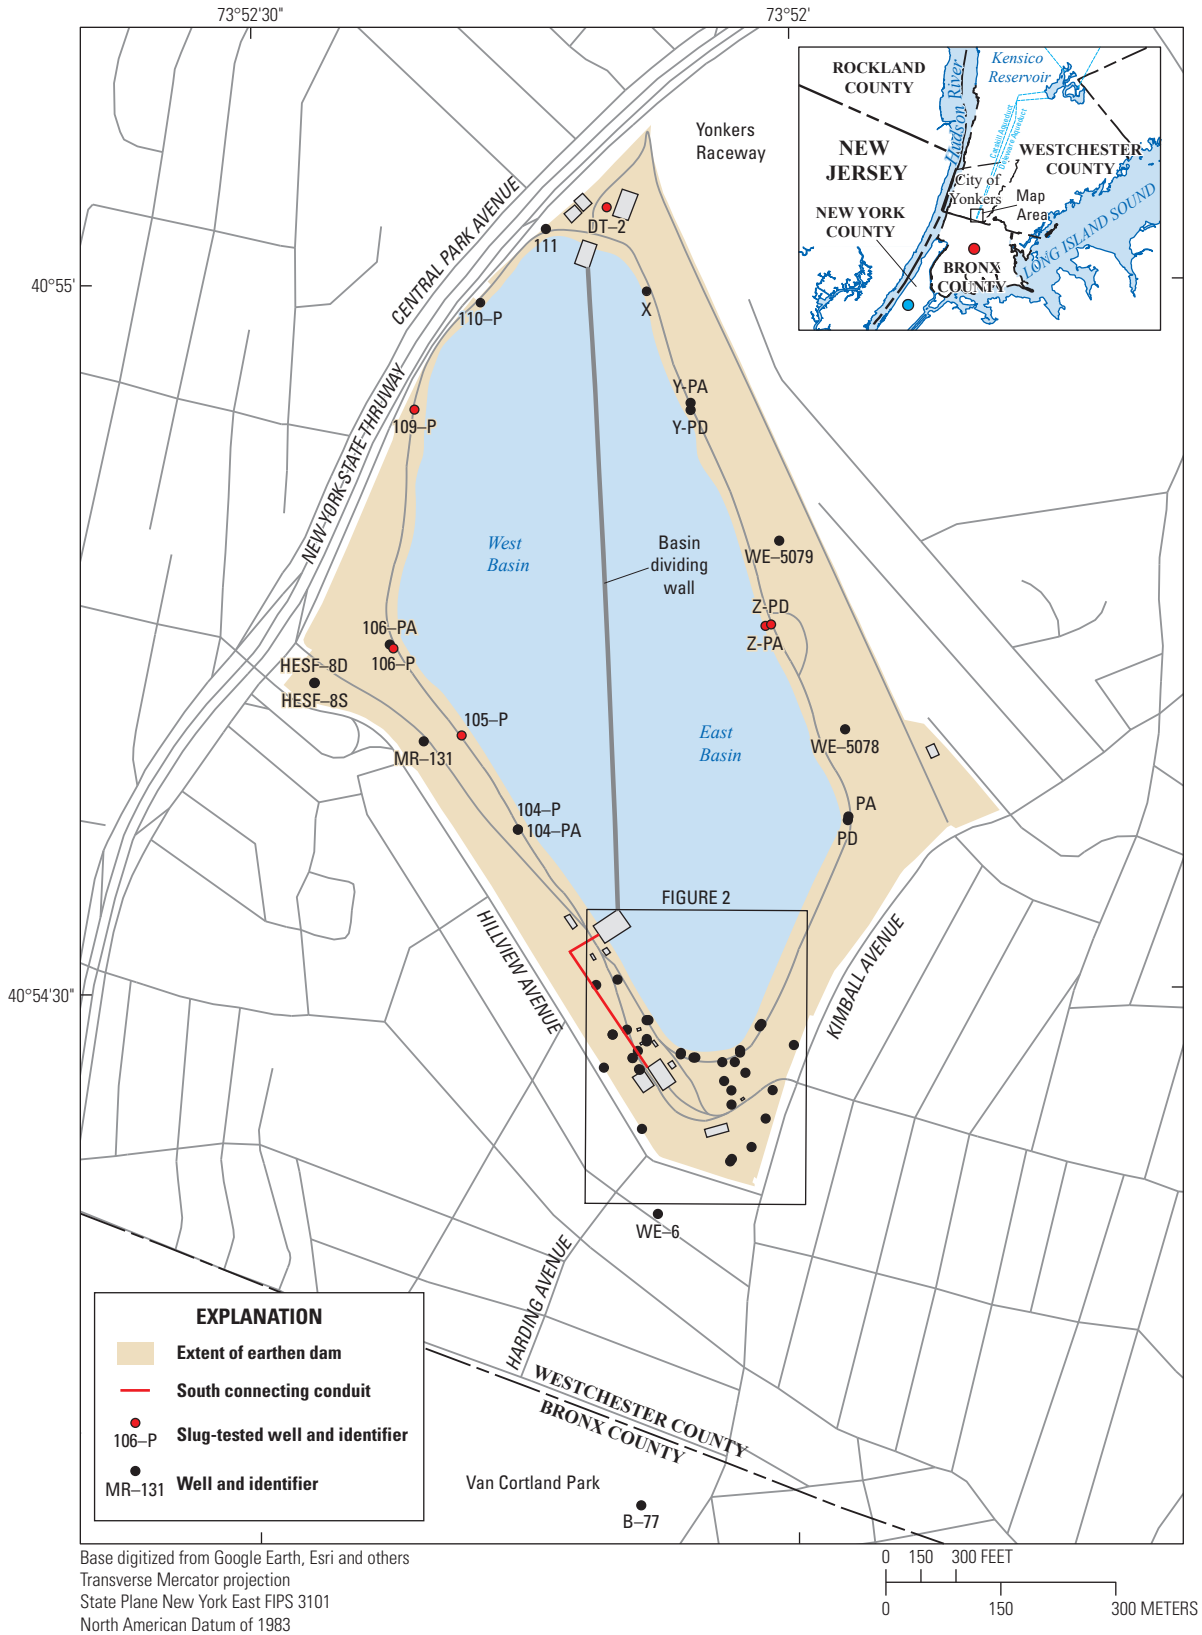 73°52'30"
73°52'
40°55'
40°54'30"
Yonkers
Raceway
ROCKLAND
COUNTY
Hudson River
Kensico
Reservoir
Catskill Aqueduct
Delaware Aqueduct
NEW
JERSEY
WESTCHESTER
COUNTY
City of
Yonkers
Map
Area
NEW YORK
COUNTY
LONG ISLAND SOUND
BRONX
COUNTY
CENTRAL PARK AVENUE
NEW-YORK-STATE-THRUWAY
DT–2
111
110–P
X
109–P
Y-PA
Y-PD
West
Basin
Basin
dividing
wall
WE–5079
Z-PD
Z-PA
106–PA
106–P
HESF–8D
HESF–8S
105–P
MR–131
East
Basin
WE–5078
104–P
104–PA
PA
PD
FIGURE 2
HILLVIEW AVENUE
KIMBALL AVENUE
WE–6
HARDING AVENUE
WESTCHESTER COUNTY
BRONX COUNTY
Van Cortland Park
B–77
EXPLANATION
Extent of earthen dam
South connecting conduit
106–P
Slug-tested well and identifier
MR–131
Well and identifier
Base digitized from Google Earth, Esri and others
Transverse Mercator projection
State Plane New York East FIPS 3101
North American Datum of 1983
0 150 300 FEET
0 150 300 METERS